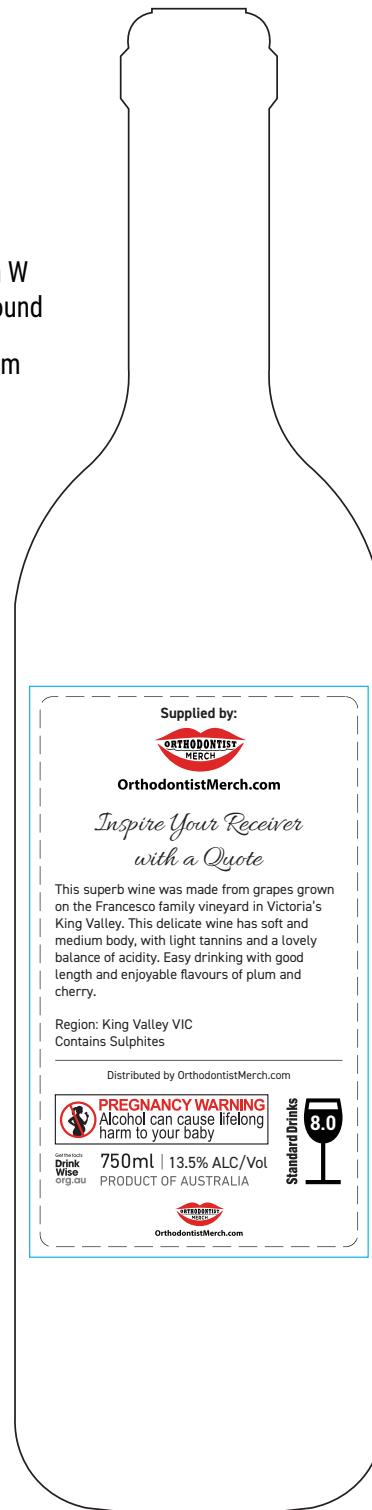 W
ound
m
Supplied by:
ORTHODONTIST
MERCH
OrthodontistMerch.com
Inspire Your Receiver
with a Quote
This superb wine was made from grapes grown
on the Francesco family vineyard in Victoria's
King Valley. This delicate wine has soft and
medium body, with light tannins and a lovely
balance of acidity. Easy drinking with good
length and enjoyable flavours of plum and
cherry.
Region: King Valley VIC
Contains Sulphites
Distributed by OrthodontistMerch.com
PREGNANCY WARNING
Alcohol can cause lifelong
harm to your baby
Standard Drinks
8.0
Get the facts
Drink
Wise
org.au
750ml | 13.5% ALC/Vol
PRODUCT OF AUSTRALIA
ORTHODONTIST
MERCH
OrthodontistMerch.com